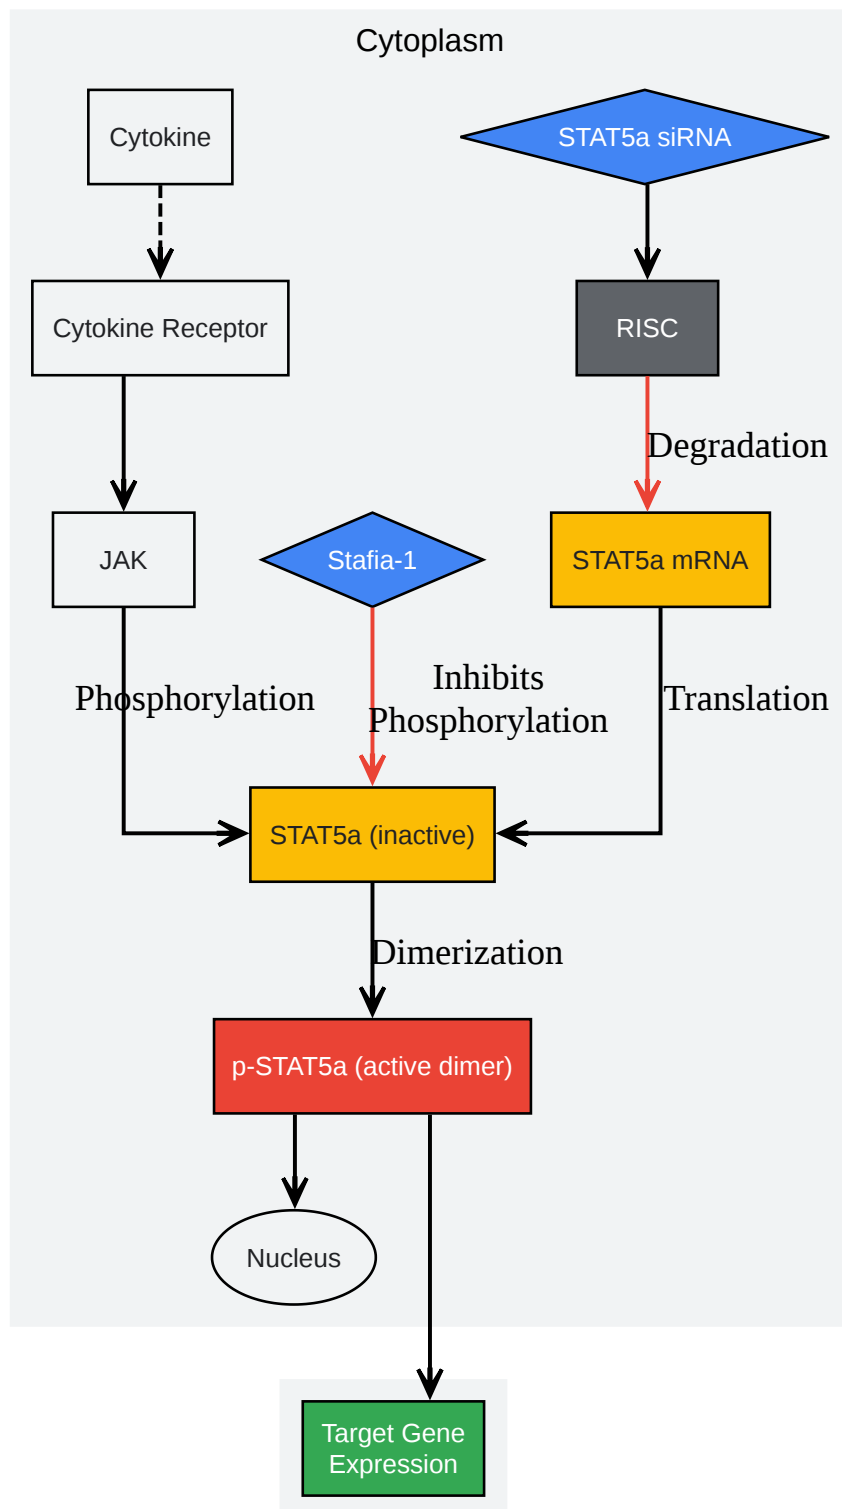 Cytoplasm
Cytokine
STAT5a siRNA
Cytokine Receptor
RISC
Degradation
JAK
Stafia-1
STAT5a mRNA
Phosphorylation
Inhibits
Phosphorylation
Translation
STAT5a (inactive)
Dimerization
p-STAT5a (active dimer)
Nucleus
Target Gene
Expression